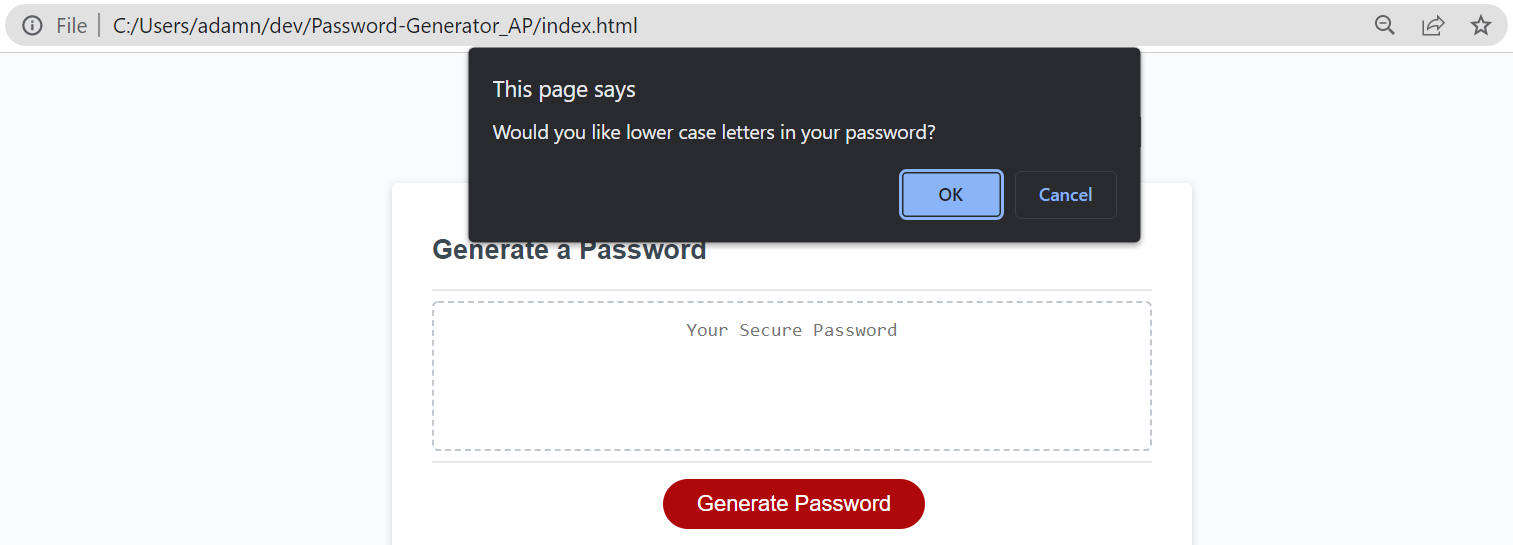 File C:/Users/adamn/dev/Password-Generator_AP/index.html
This page says
Would you like lower case letters in your password?
OK Cancel
Generate a Password
Your Secure Password
Generate Password